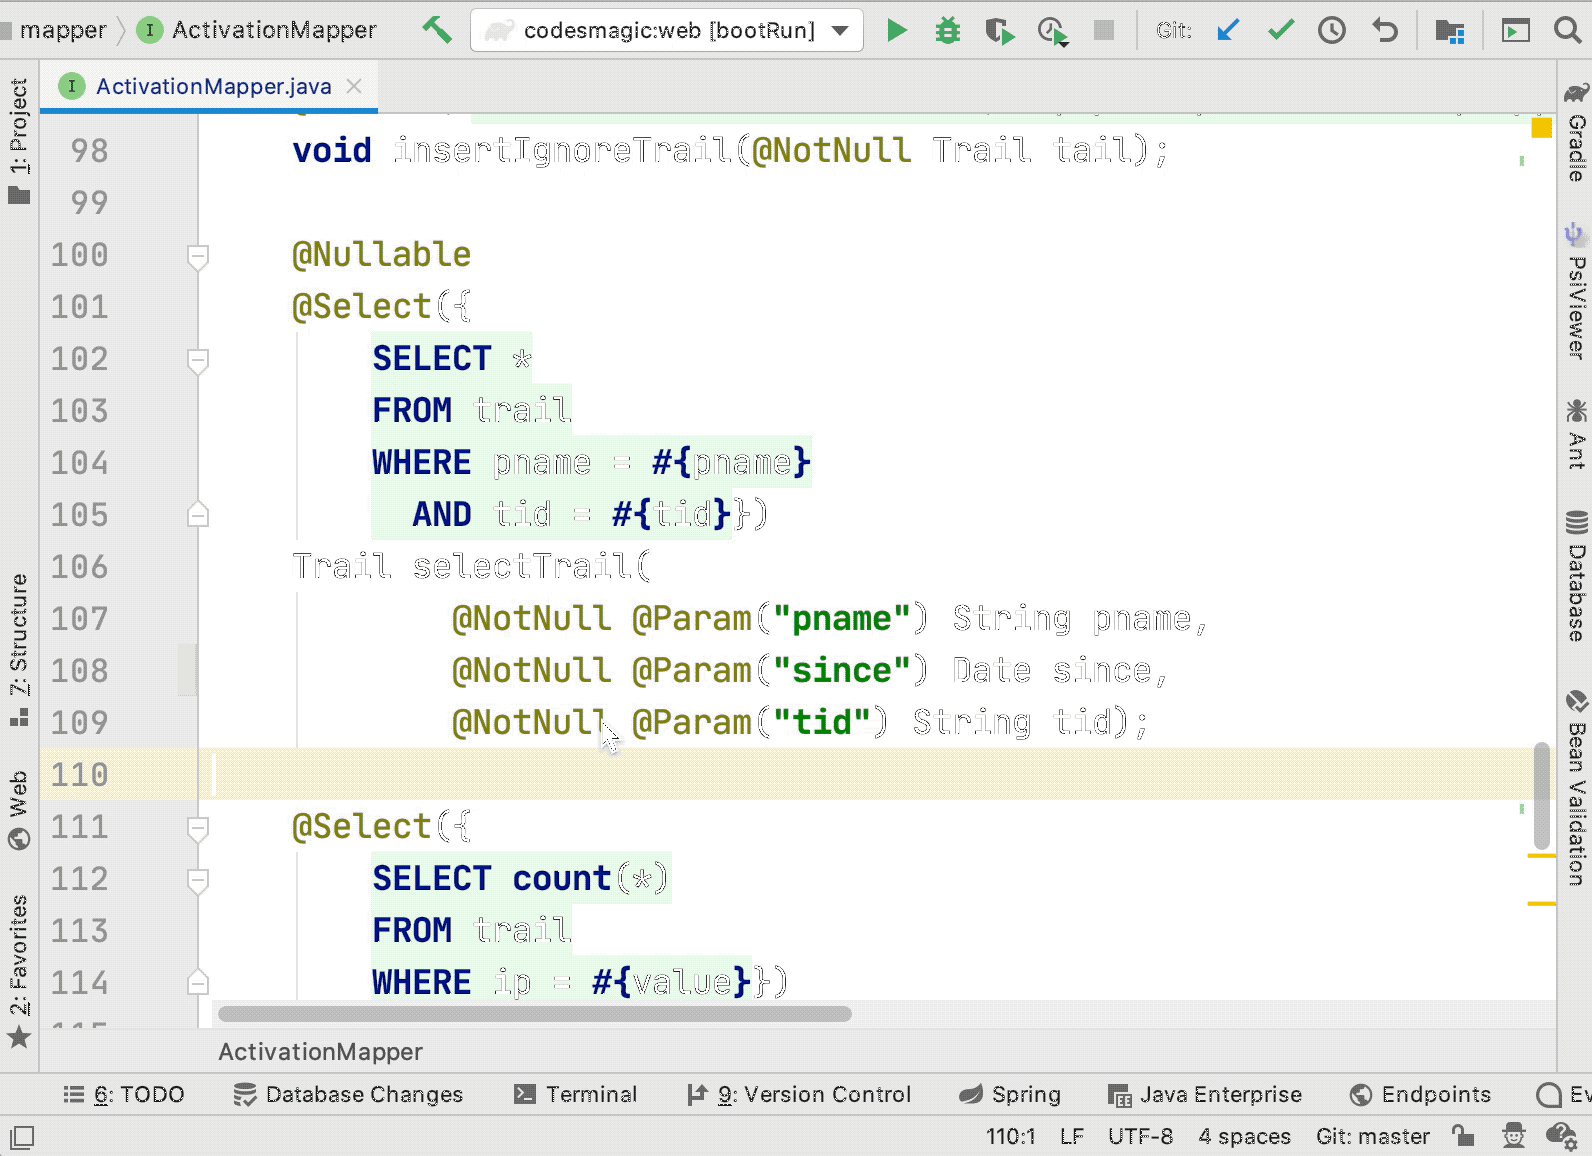 mapper ActivationMapper codesmagic:web [bootRun] Git:
ActivationMapper.java
1: Project
7: Structure
Web
2: Favorites
98 void insertIgnoreTrail(@NotNull Trail tail);
99
100 @Nullable
101 @Select({
102 SELECT *
103 FROM trail
104 WHERE pname = #{pname}
105 AND tid = #{tid}})
106 Trail selectTrail(
107 @NotNull @Param("pname") String pname,
108 @NotNull @Param("since") Date since,
109 @NotNull @Param("tid") String tid);
110
111 @Select({
112 SELECT count(*)
113 FROM trail
114 WHERE ip = #{value}})
Gradle
PsiViewer
Ant
Database
Bean Validation
ActivationMapper
6: TODO Database Changes Terminal 9: Version Control Spring Java Enterprise Endpoints Ev
110:1 LF UTF-8 4 spaces Git: master